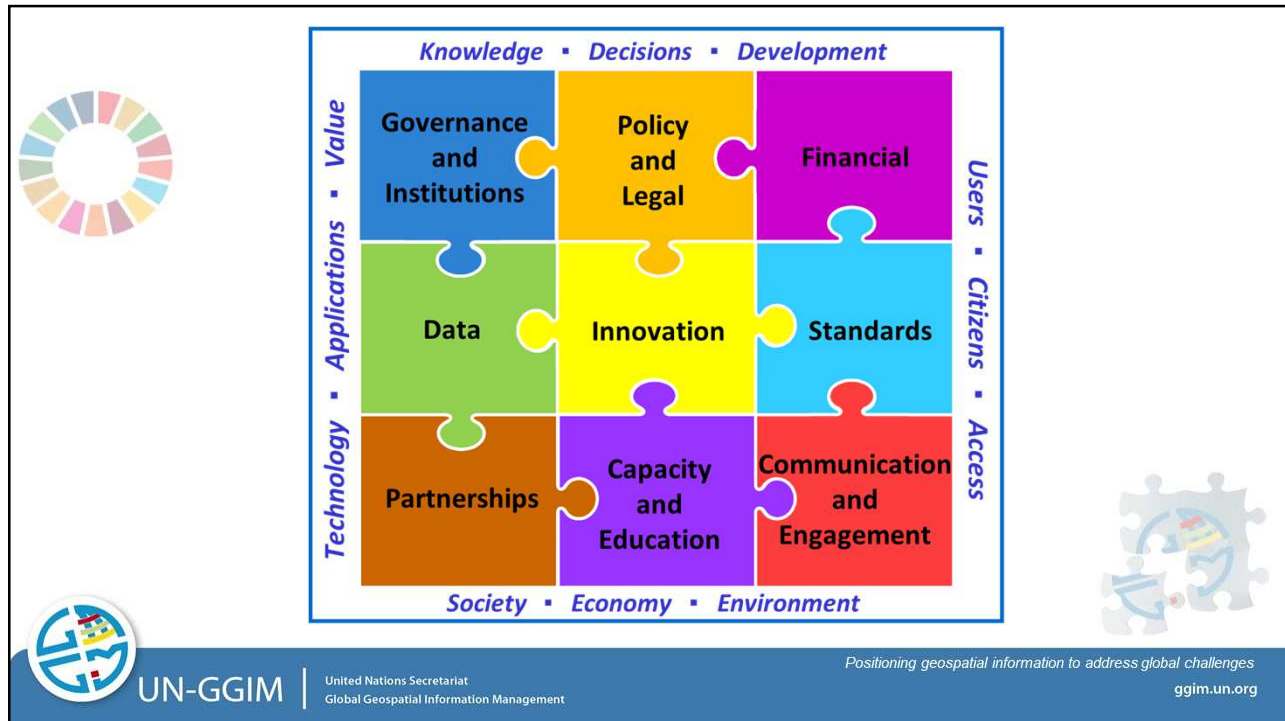 Knowledge ▪ Decisions ▪ Development
Technology ▪ Applications ▪ Value
Governance
and
Institutions
Policy
and
Legal
Financial
Users ▪ Citizens ▪ Access
Data
Innovation
Standards
Partnerships
Capacity
and
Education
Communication
and
Engagement
Society ▪ Economy ▪ Environment
UN-GGIM
United Nations Secretariat
Global Geospatial Information Management
Positioning geospatial information to address global challenges
ggim.un.org